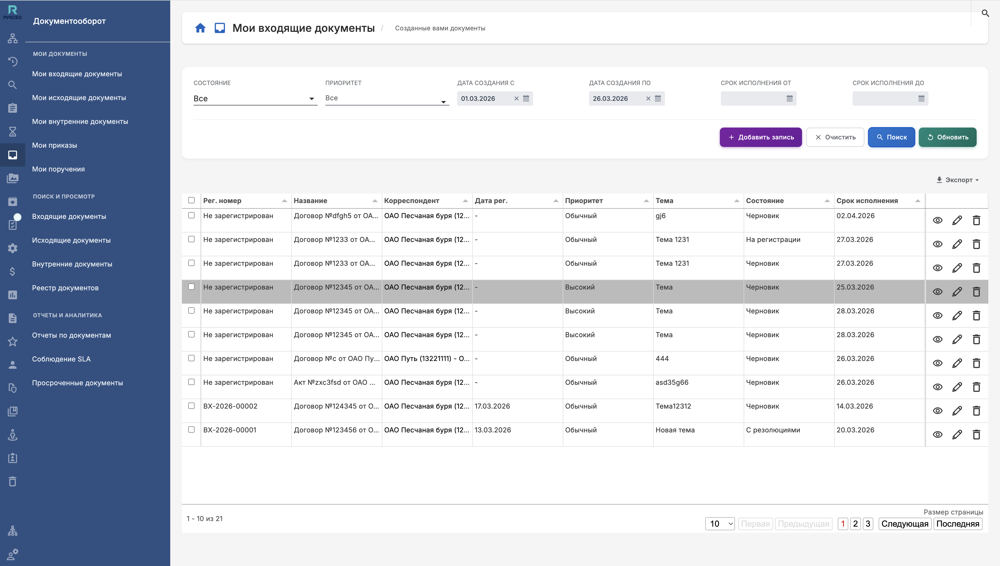 РУКСЕО
Документооборот
МОИ ДОКУМЕНТЫ
Мои входящие документы
Мои исходящие документы
Мои внутренние документы
Мои приказы
Мои поручения
ПОИСК И ПРОСМОТР
Входящие документы
Исходящие документы
Внутренние документы
Реестр документов
ОТЧЕТЫ И АНАЛИТИКА
Отчеты по документам
Соблюдение SLA
Просроченные документы
Мои входящие документы / Созданные вами документы
СОСТОЯНИЕ ПРИОРИТЕТ ДАТА СОЗДАНИЯ С ДАТА СОЗДАНИЯ ПО СРОК ИСПОЛНЕНИЯ ОТ СРОК ИСПОЛНЕНИЯ ДО
Все Все 01.03.2026 26.03.2026
Добавить запись Очистить Поиск Обновить
Экспорт
Рег. номер Название Корреспондент Дата рег. Приоритет Тема Состояние Срок исполнения
Не зарегистрирован Договор №dfgh5 от ОА... ОАО Песчаная буря (12... - Обычный gj6 Черновик 02.04.2026
Не зарегистрирован Договор №1233 от ОА... ОАО Песчаная буря (12... - Обычный Тема 1231 На регистрации 27.03.2026
Не зарегистрирован Договор №1233 от ОА... ОАО Песчаная буря (12... - Обычный Тема 1231 Черновик 27.03.2026
Не зарегистрирован Договор №12345 от ОА... ОАО Песчаная буря (12... - Высокий Тема Черновик 25.03.2026
Не зарегистрирован Договор №12345 от ОА... ОАО Песчаная буря (12... - Высокий Тема Черновик 28.03.2026
Не зарегистрирован Договор №12345 от ОА... ОАО Песчаная буря (12... - Высокий Тема Черновик 28.03.2026
Не зарегистрирован Договор №с от ОАО Пу... ОАО Путь (13221111) - О... - Обычный 444 Черновик 26.03.2026
Не зарегистрирован Акт №zxc3fsd от ОАО ... ОАО Песчаная буря (12... - Обычный asd35g66 Черновик 26.03.2026
ВХ-2026-00002 Договор №124345 от О... ОАО Песчаная буря (12... 17.03.2026 Обычный Тема12312 Черновик 14.03.2026
ВХ-2026-00001 Договор №123456 от О... ОАО Песчаная буря (12... 13.03.2026 Обычный Новая тема С резолюциями 20.03.2026
Размер страницы
1 - 10 из 21
10 Первая Предыдущая 1 2 3 Следующая Последняя